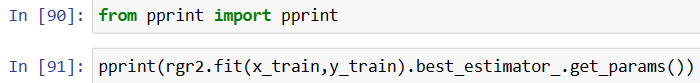 In [90]: from pprint import pprint
In [91]: pprint(rgr2.fit(x_train,y_train).best_estimator_.get_params())